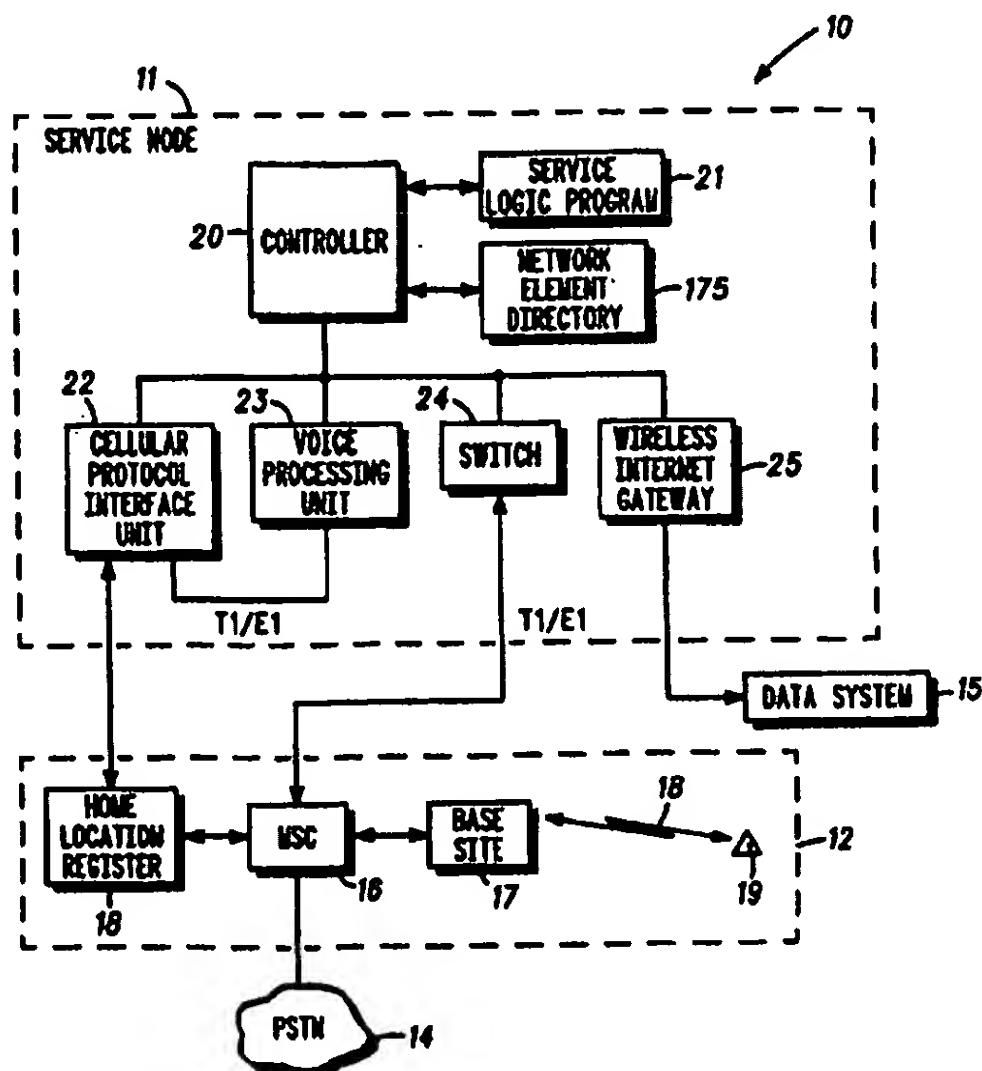 10
11
SERVICE NODE
SERVICE
LOGIC PROGRAM
21
20
CONTROLLER
NETWORK
ELEMENT
DIRECTORY
175
22
CELLULAR
PROTOCOL
INTERFACE
UNIT
23
VOICE
PROCESSING
UNIT
24
SWITCH
WIRELESS
INTERNET
GATEWAY
25
T1/E1
T1/E1
DATA SYSTEM
15
HOME
LOCATION
REGISTER
18
MSC
16
BASE
SITE
17
18
19
12
PSTN
14